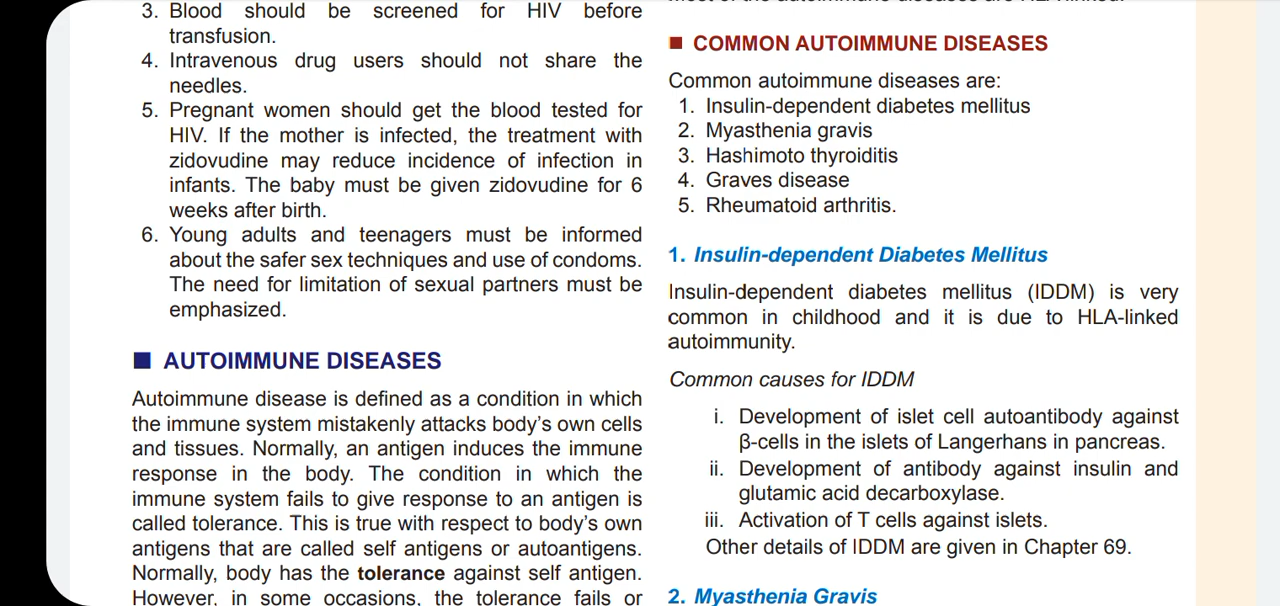 3. Blood should be screened for HIV before
transfusion.
4. Intravenous drug users should not share the
needles.
5. Pregnant women should get the blood tested for
HIV. If the mother is infected, the treatment with
zidovudine may reduce incidence of infection in
infants. The baby must be given zidovudine for 6
weeks after birth.
6. Young adults and teenagers must be informed
about the safer sex techniques and use of condoms.
The need for limitation of sexual partners must be
emphasized.
AUTOIMMUNE DISEASES
Autoimmune disease is defined as a condition in which
the immune system mistakenly attacks body’s own cells
and tissues. Normally, an antigen induces the immune
response in the body. The condition in which the
immune system fails to give response to an antigen is
called tolerance. This is true with respect to body’s own
antigens that are called self antigens or autoantigens.
Normally, body has the tolerance against self antigen.
However, in some occasions, the tolerance fails or
most of the autoimmune diseases are HLA linked.
COMMON AUTOIMMUNE DISEASES
Common autoimmune diseases are:
1. Insulin-dependent diabetes mellitus
2. Myasthenia gravis
3. Hashimoto thyroiditis
4. Graves disease
5. Rheumatoid arthritis.
1. Insulin-dependent Diabetes Mellitus
Insulin-dependent diabetes mellitus (IDDM) is very
common in childhood and it is due to HLA-linked
autoimmunity.
Common causes for IDDM
i. Development of islet cell autoantibody against
β-cells in the islets of Langerhans in pancreas.
ii. Development of antibody against insulin and
glutamic acid decarboxylase.
iii. Activation of T cells against islets.
Other details of IDDM are given in Chapter 69.
2. Myasthenia Gravis